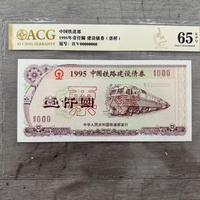 ACG
中国铁道部
1995年壹仟圆 建设债券 (票样)
冠号: II V 00000000
65 EPQ
1995 中国铁路建设债券 1000
壹仟圆
票
1000
中华人民共和国铁道部发行